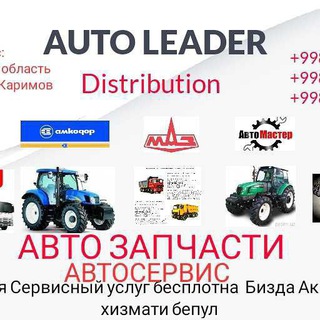 AUTO LEADER
Distribution
с:
область
Каримов
+998
+998
+998
амкодор
МАЗ
АвтоМастер
АВТО ЗАПЧАСТИ
АВТОСЕРВИС
я Сервисный услуг бесплотна Бизда Ак
хизмати бепул